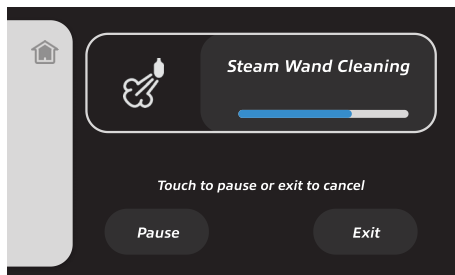 Steam Wand Cleaning
Touch to pause or exit to cancel
Pause
Exit